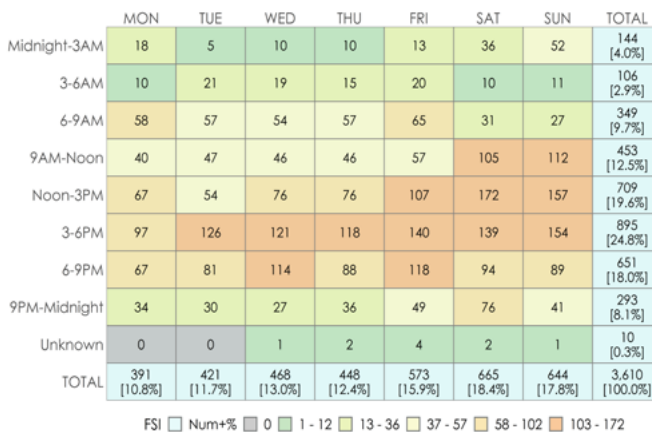 MON TUE WED THU FRI SAT SUN TOTAL
Midnight-3AM 18 5 10 10 13 36 52 144
[4.0%]
3-6AM 10 21 19 15 20 10 11 106
[2.9%]
6-9AM 58 57 54 57 65 31 27 349
[9.7%]
9AM-Noon 40 47 46 46 57 105 112 453
[12.5%]
Noon-3PM 67 54 76 76 107 172 157 709
[19.6%]
3-6PM 97 126 121 118 140 139 154 895
[24.8%]
6-9PM 67 81 114 88 118 94 89 651
[18.0%]
9PM-Midnight 34 30 27 36 49 76 41 293
[8.1%]
Unknown 0 0 1 2 4 2 1 10
[0.3%]
TOTAL 391 421 468 448 573 665 644 3,610
[10.8%] [11.7%] [13.0%] [12.4%] [15.9%] [18.4%] [17.8%] [100.0%]
FSI Num+% 0 1 - 12 13 - 36 37 - 57 58 - 102 103 - 172